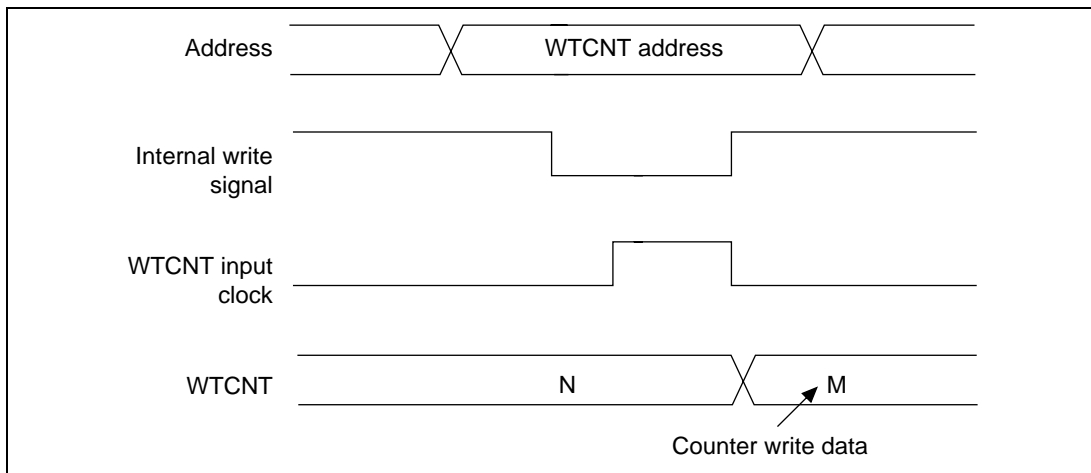 Address
WTCNT address
Internal write
signal
WTCNT input
clock
WTCNT
N
M
Counter write data